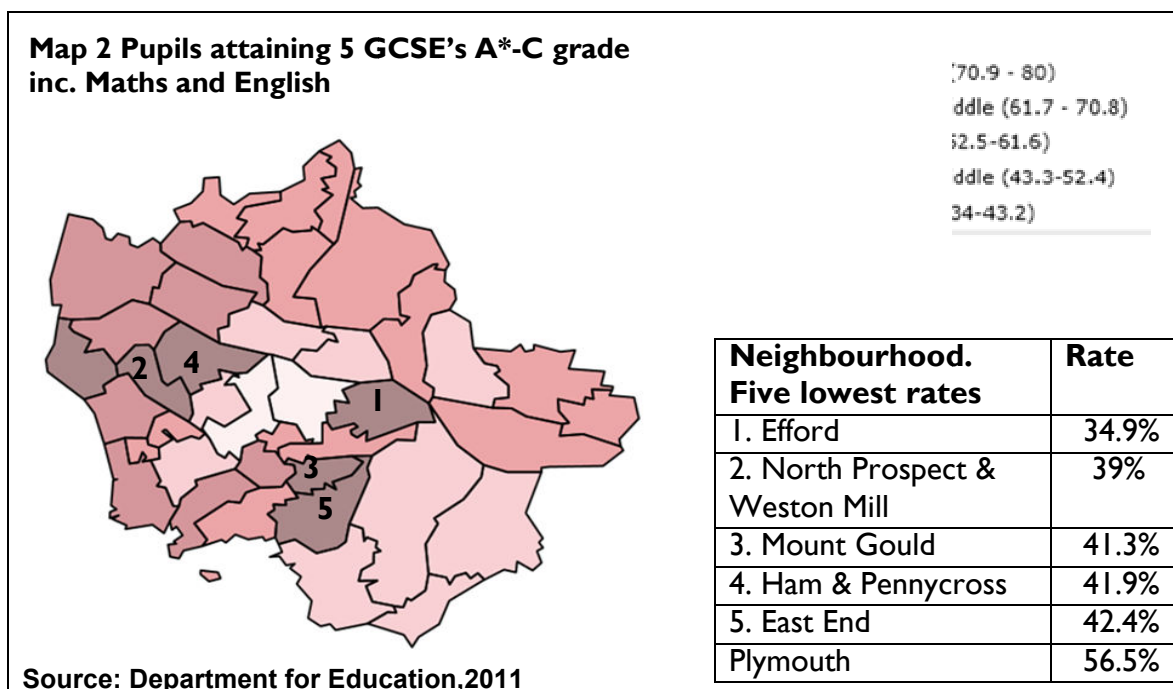 Map 2 Pupils attaining 5 GCSE's A*-C grade
inc. Maths and English
(70.9 - 80)
ddle (61.7 - 70.8)
52.5-61.6)
ddle (43.3-52.4)
34-43.2)
2
4
1
3
5
Neighbourhood. Rate
Five lowest rates
1. Efford 34.9%
2. North Prospect & 39%
Weston Mill
3. Mount Gould 41.3%
4. Ham & Pennycross 41.9%
5. East End 42.4%
Plymouth 56.5%
Source: Department for Education,2011